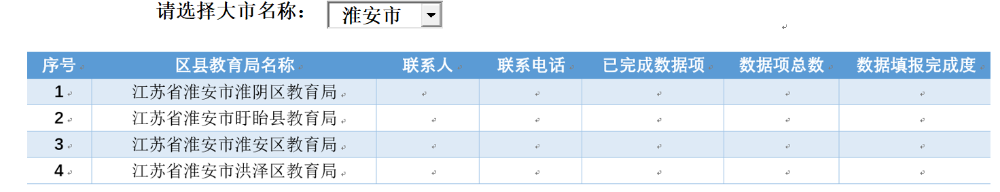 请选择大市名称： 淮安市
序号 区县教育局名称 联系人 联系电话 已完成数据项 数据项总数 数据填报完成度
1 江苏省淮安市淮阴区教育局
2 江苏省淮安市盱眙县教育局
3 江苏省淮安市淮安区教育局
4 江苏省淮安市洪泽区教育局